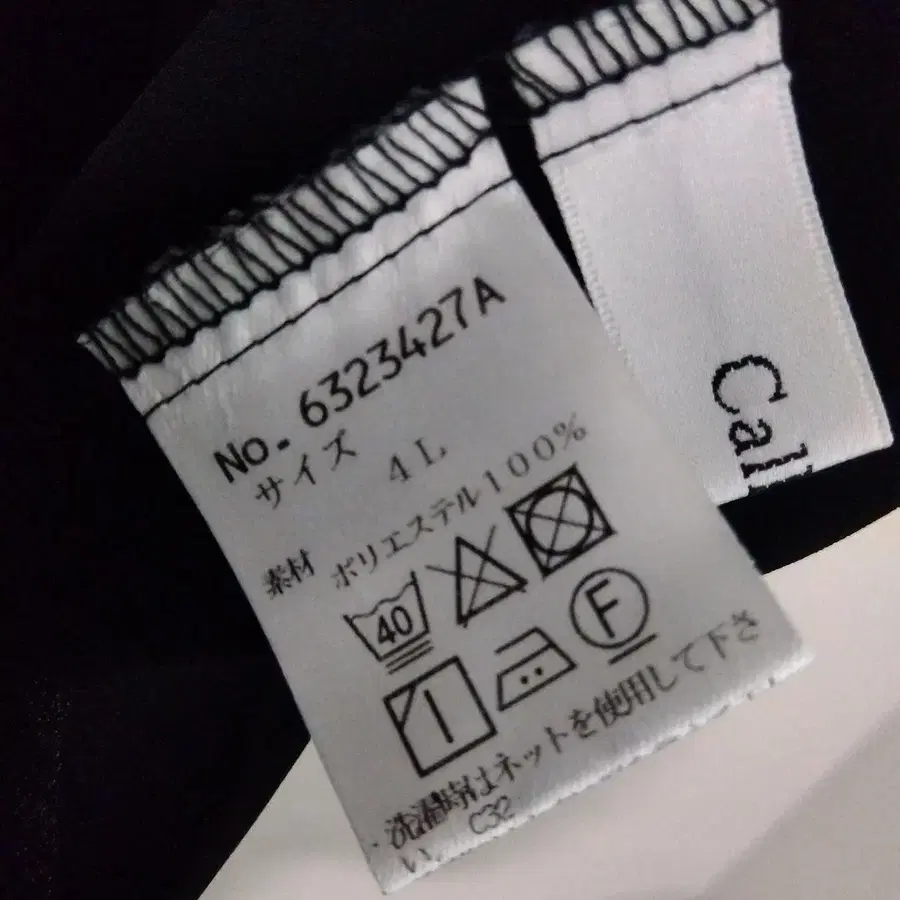 No. 6323427A
サイズ 4L
素材 ポリエステル100%
40
F
・洗濯時はネットを使用して下さ
い。 C32